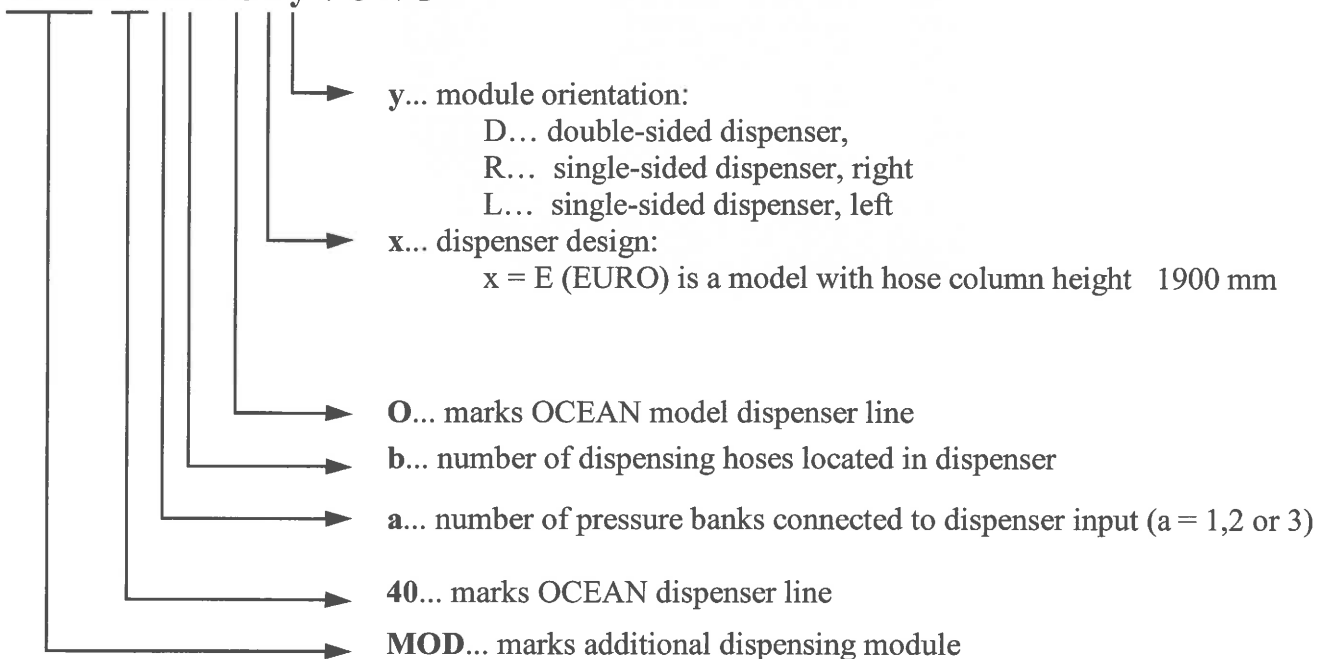 y... module orientation:
D... double-sided dispenser,
R... single-sided dispenser, right
L... single-sided dispenser, left
x... dispenser design:
x = E (EURO) is a model with hose column height 1900 mm
O... marks OCEAN model dispenser line
b... number of dispensing hoses located in dispenser
a... number of pressure banks connected to dispenser input (a = 1,2 or 3)
40... marks OCEAN dispenser line
MOD... marks additional dispensing module